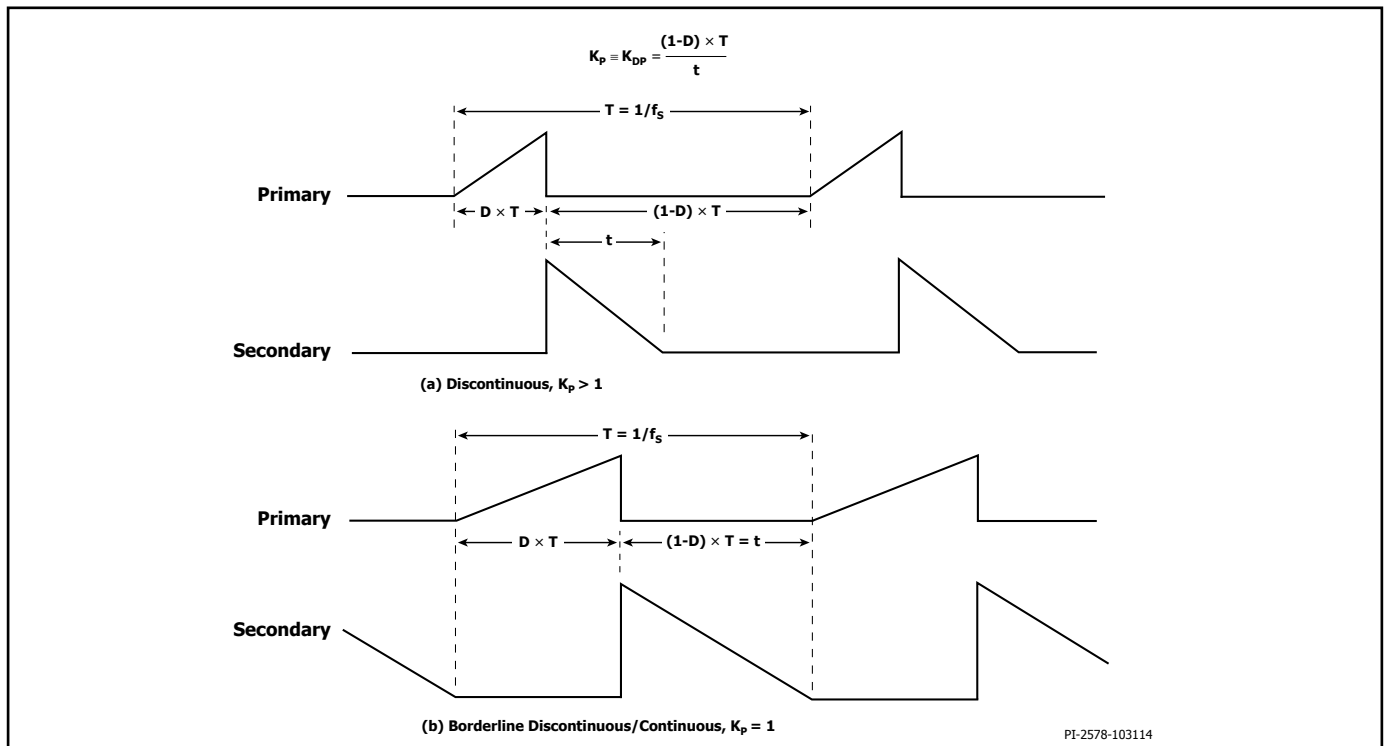 (1-D) × T
K_P ≡ K_DP = 
t
T = 1/f_S
Primary
D × T
(1-D) × T
t
Secondary
(a) Discontinuous, K_P > 1
T = 1/f_S
Primary
D × T
(1-D) × T = t
Secondary
(b) Borderline Discontinuous/Continuous, K_P = 1
PI-2578-103114